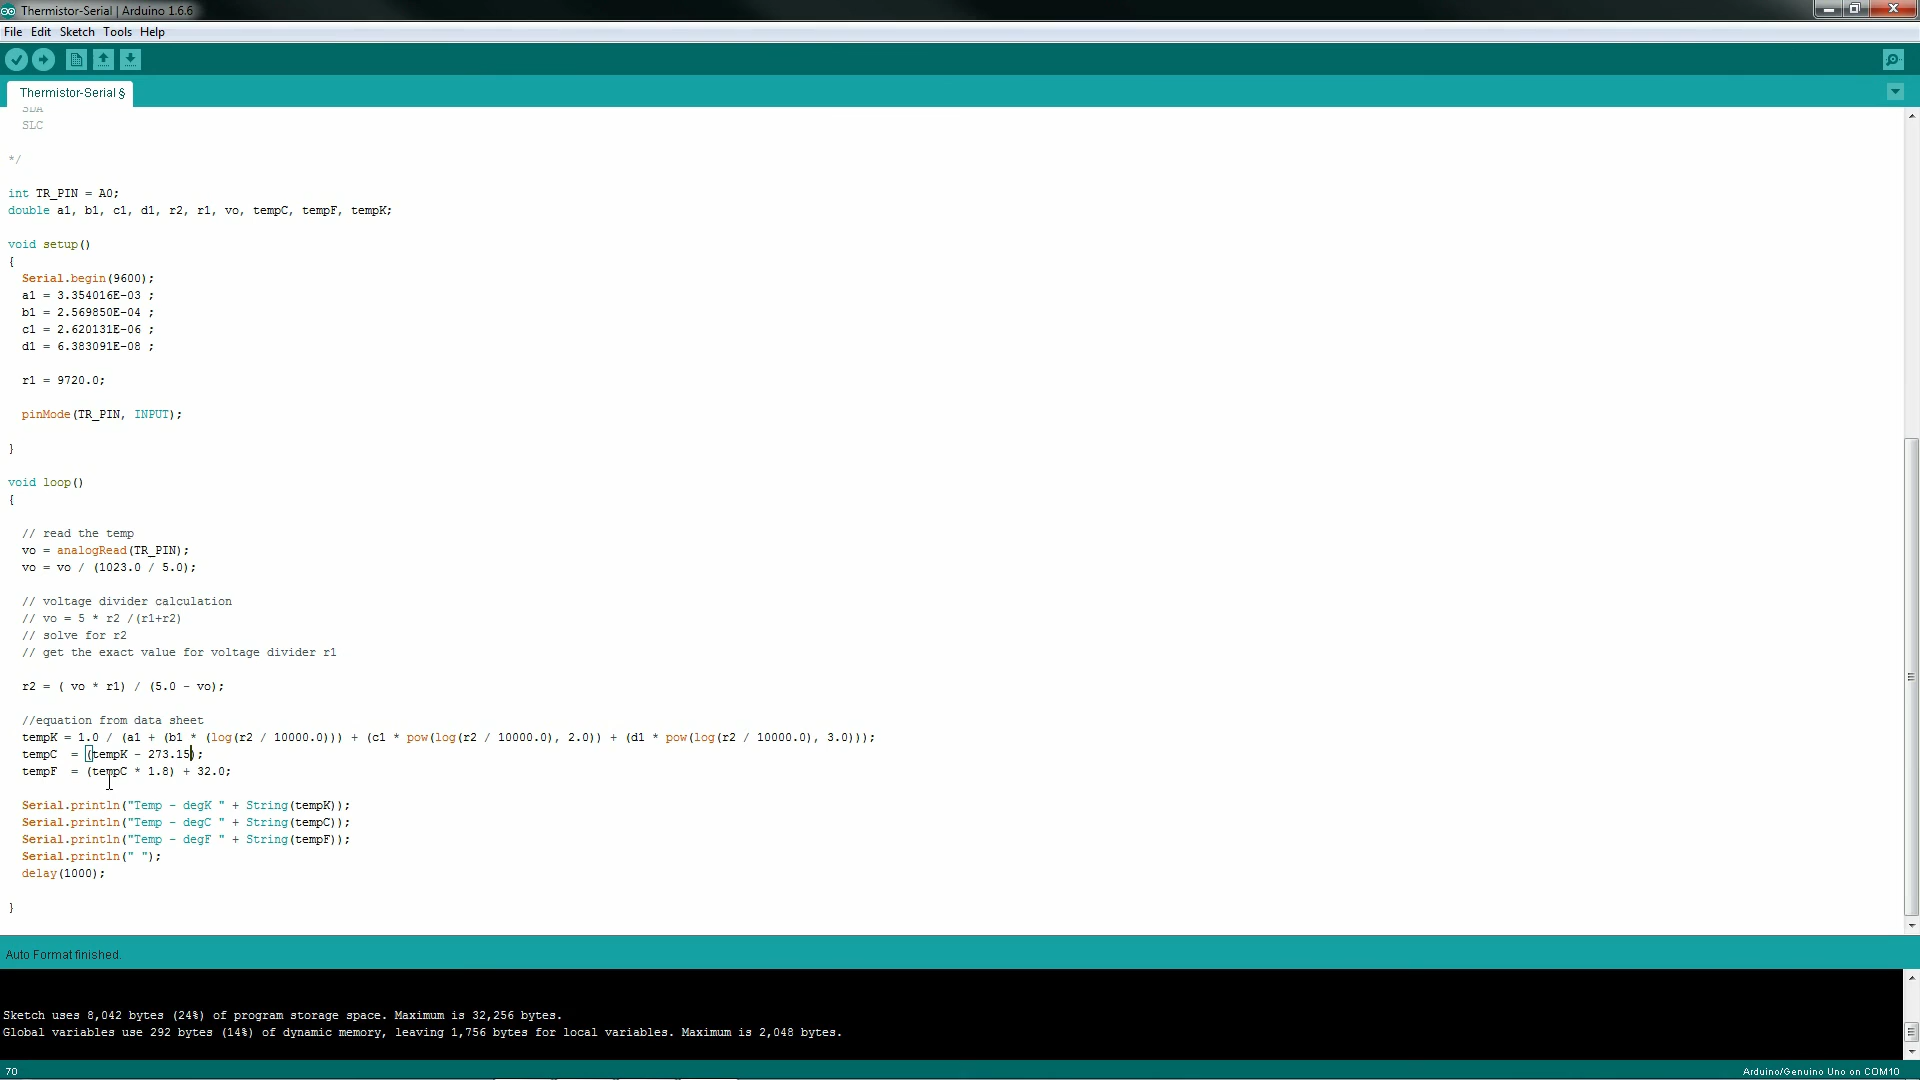 Thermistor-Serial | Arduino 1.6.6
File Edit Sketch Tools Help
Thermistor-Serial §
SDA
SLC
*/
int TR_PIN = A0;
double a1, b1, c1, d1, r2, r1, vo, tempC, tempF, tempK;
void setup()
{
Serial.begin(9600);
a1 = 3.354016E-03 ;
b1 = 2.569850E-04 ;
c1 = 2.620131E-06 ;
d1 = 6.383091E-08 ;
r1 = 9720.0;
pinMode(TR_PIN, INPUT);
}
void loop()
{
// read the temp
vo = analogRead(TR_PIN);
vo = vo / (1023.0 / 5.0);
// voltage divider calculation
// vo = 5 * r2 /(r1+r2)
// solve for r2
// get the exact value for voltage divider r1
r2 = ( vo * r1) / (5.0 - vo);
//equation from data sheet
tempK = 1.0 / (a1 + (b1 * (log(r2 / 10000.0))) + (c1 * pow(log(r2 / 10000.0), 2.0)) + (d1 * pow(log(r2 / 10000.0), 3.0)));
tempC  = (tempK - 273.15);
tempF  = (tempC * 1.8) + 32.0;
Serial.println("Temp - degK " + String(tempK));
Serial.println("Temp - degC " + String(tempC));
Serial.println("Temp - degF " + String(tempF));
Serial.println(" ");
delay(1000);
}
Auto Format finished.
Sketch uses 8,042 bytes (24%) of program storage space. Maximum is 32,256 bytes.
Global variables use 292 bytes (14%) of dynamic memory, leaving 1,756 bytes for local variables. Maximum is 2,048 bytes.
70 Arduino/Genuino Uno on COM10